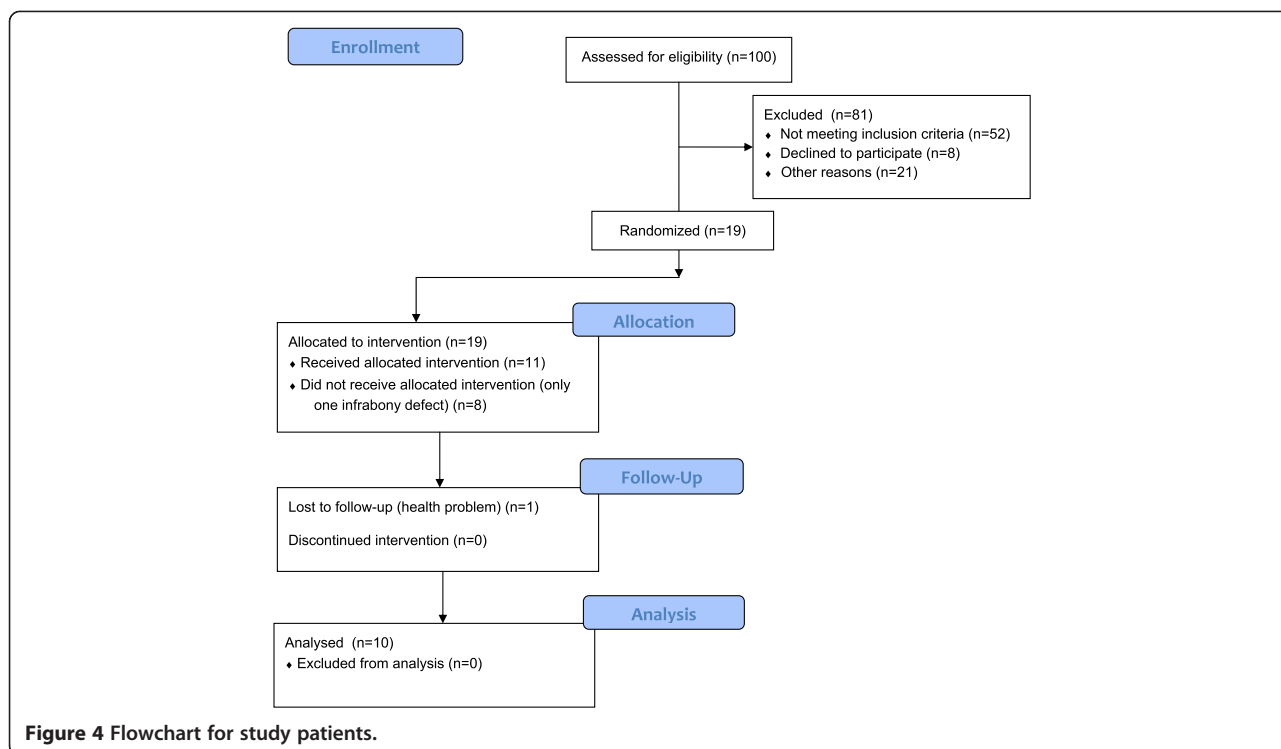 Enrollment
Assessed for eligibility (n=100)
Excluded (n=81)
♦ Not meeting inclusion criteria (n=52)
♦ Declined to participate (n=8)
♦ Other reasons (n=21)
Randomized (n=19)
Allocation
Allocated to intervention (n=19)
♦ Received allocated intervention (n=11)
♦ Did not receive allocated intervention (only
one infrabony defect) (n=8)
Follow-Up
Lost to follow-up (health problem) (n=1)
Discontinued intervention (n=0)
Analysis
Analysed (n=10)
♦ Excluded from analysis (n=0)
Figure 4 Flowchart for study patients.